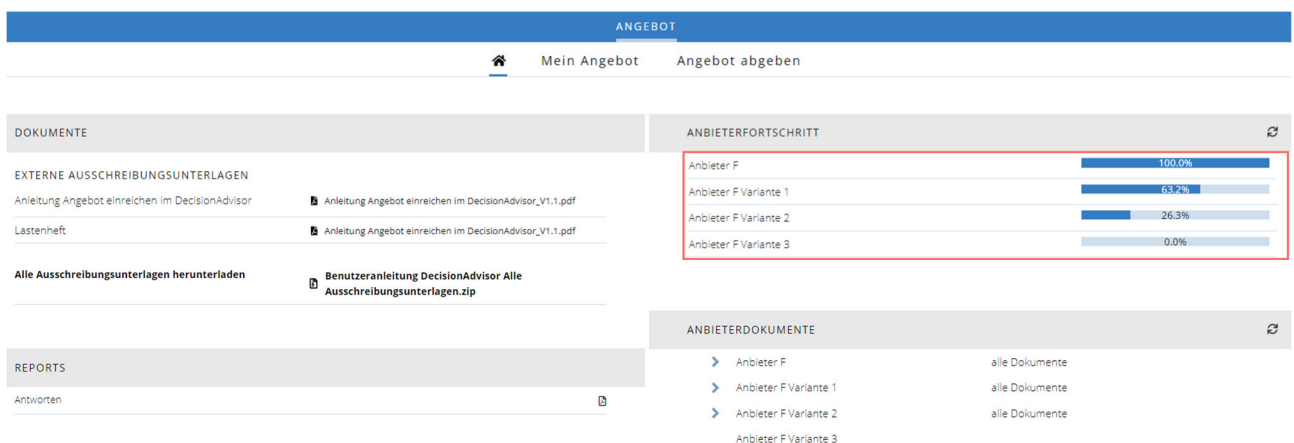 ANGEBOT
Mein Angebot Angebot abgeben
DOKUMENTE
EXTERNE AUSSCHREIBUNGSUNTERLAGEN
Anleitung Angebot einreichen im DecisionAdvisor Anleitung Angebot einreichen im DecisionAdvisor_V1.1.pdf
Lastenheft Anleitung Angebot einreichen im DecisionAdvisor_V1.1.pdf
Alle Ausschreibungsunterlagen herunterladen Benutzeranleitung DecisionAdvisor Alle
Ausschreibungsunterlagen.zip
REPORTS
Antworten
ANBIETERFORTSCHRITT
Anbieter F 100.0%
Anbieter F Variante 1 63.2%
Anbieter F Variante 2 26.3%
Anbieter F Variante 3 0.0%
ANBIETERDOKUMENTE
Anbieter F alle Dokumente
Anbieter F Variante 1 alle Dokumente
Anbieter F Variante 2 alle Dokumente
Anbieter F Variante 3